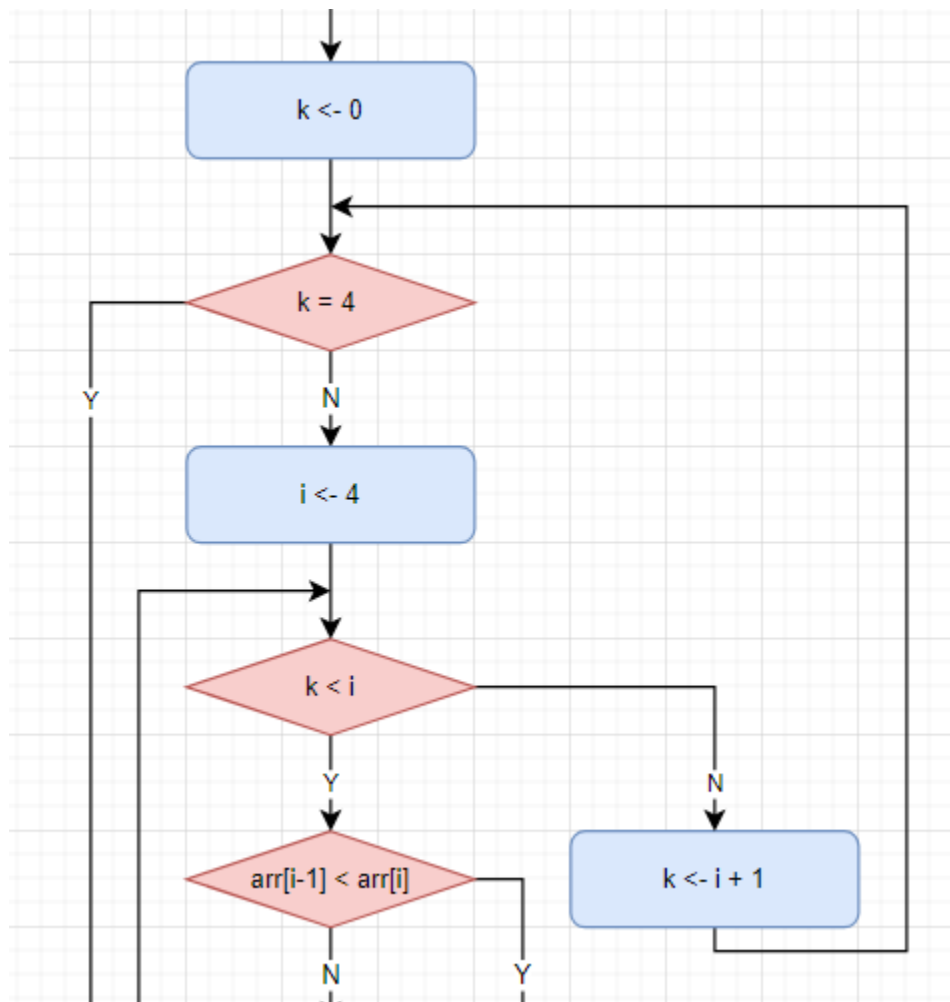 k <- 0
k = 4
Y
N
i <- 4
k < i
Y
N
arr[i-1] < arr[i]
k <- i + 1
N
Y